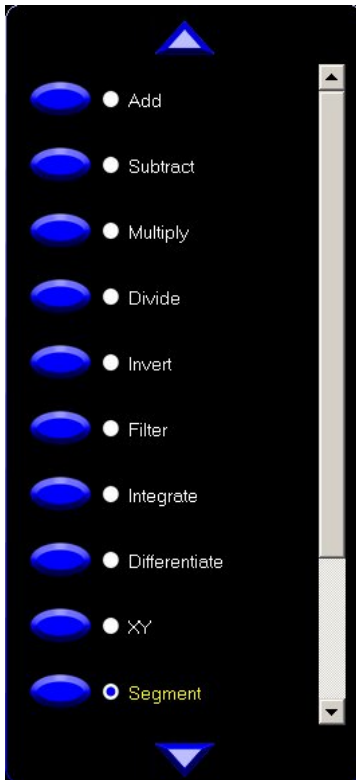 Add
Subtract
Multiply
Divide
Invert
Filter
Integrate
Differentiate
XY
Segment